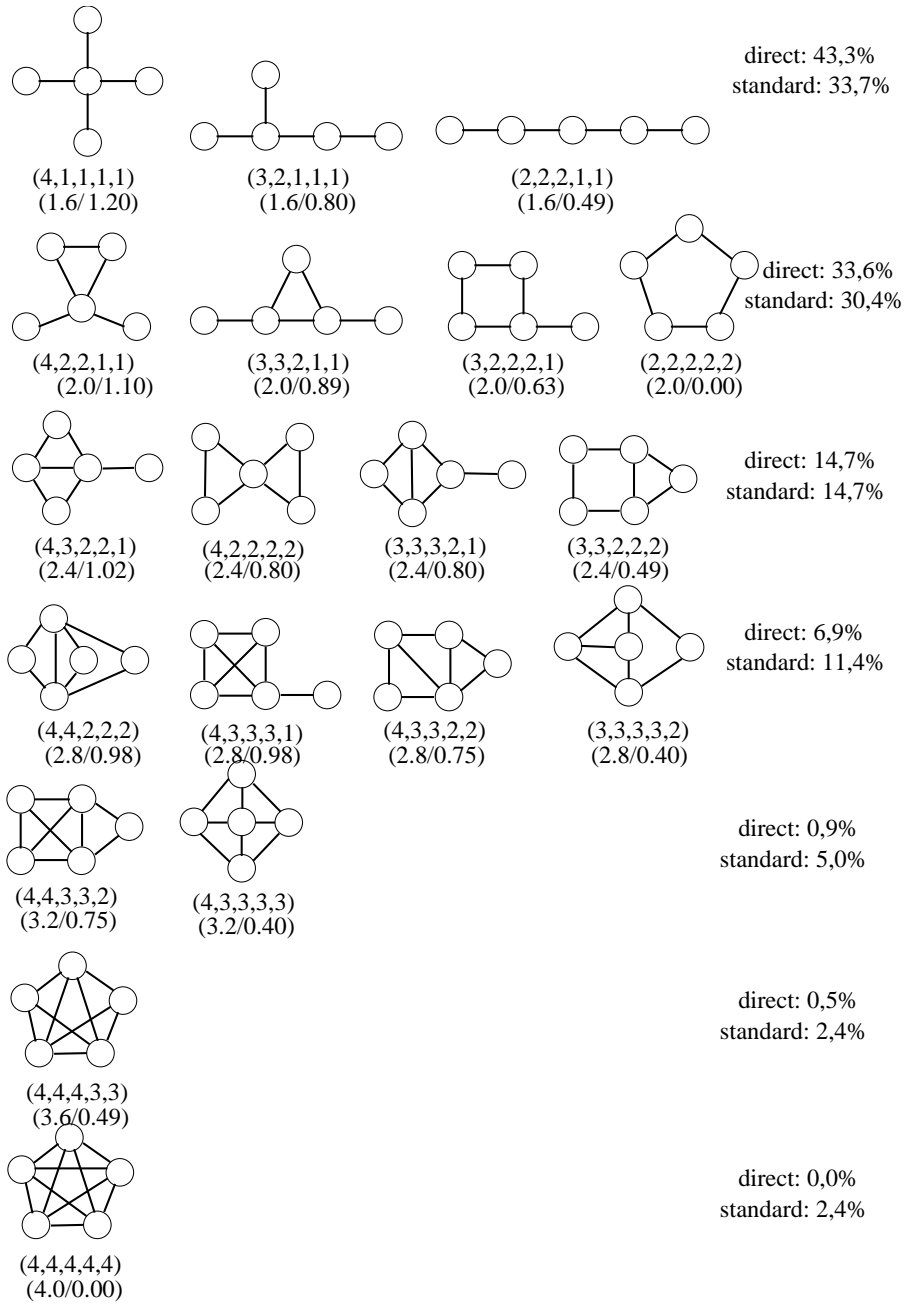 direct: 43,3%
standard: 33,7%
(4,1,1,1,1)
(1.6/1.20)
(3,2,1,1,1)
(1.6/0.80)
(2,2,2,1,1)
(1.6/0.49)
direct: 33,6%
standard: 30,4%
(4,2,2,1,1)
(2.0/1.10)
(3,3,2,1,1)
(2.0/0.89)
(3,2,2,2,1)
(2.0/0.63)
(2,2,2,2,2)
(2.0/0.00)
direct: 14,7%
standard: 14,7%
(4,3,2,2,1)
(2.4/1.02)
(4,2,2,2,2)
(2.4/0.80)
(3,3,3,2,1)
(2.4/0.80)
(3,3,2,2,2)
(2.4/0.49)
direct: 6,9%
standard: 11,4%
(4,4,2,2,2)
(2.8/0.98)
(4,3,3,3,1)
(2.8/0.98)
(4,3,3,2,2)
(2.8/0.75)
(3,3,3,3,2)
(2.8/0.40)
direct: 0,9%
standard: 5,0%
(4,4,3,3,2)
(3.2/0.75)
(4,3,3,3,3)
(3.2/0.40)
direct: 0,5%
standard: 2,4%
(4,4,4,3,3)
(3.6/0.49)
direct: 0,0%
standard: 2,4%
(4,4,4,4,4)
(4.0/0.00)